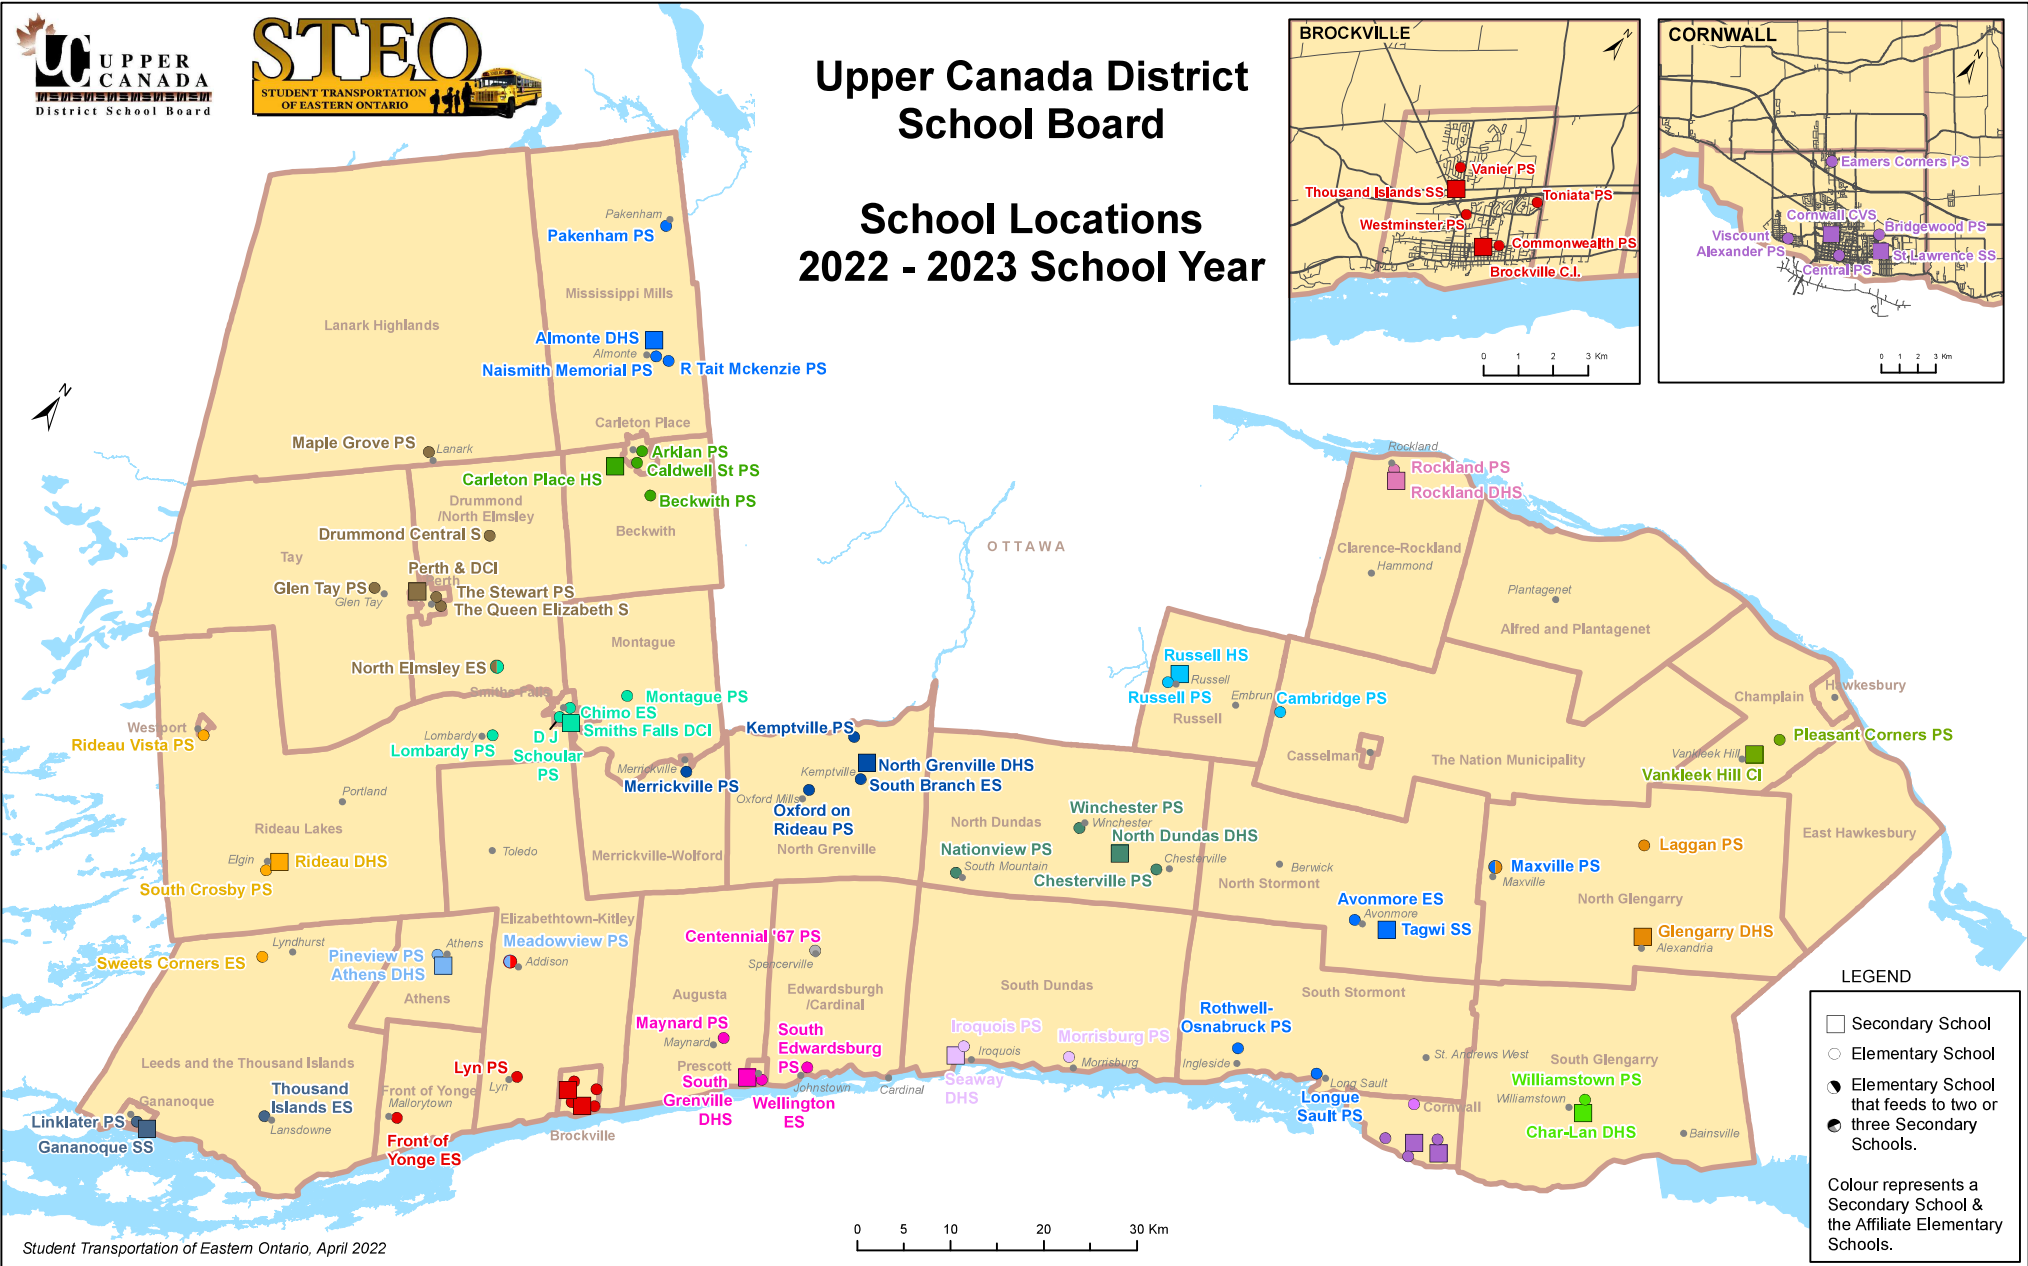 UC UPPER
CANADA
District School Board
STEO
STUDENT TRANSPORTATION
OF EASTERN ONTARIO
Upper Canada District
School Board
School Locations
2022 - 2023 School Year
BROCKVILLE
N
Vanier PS
Thousand Islands SS
Toniata PS
Westminster PS
Commonwealth PS
Brockville C.I.
0 1 2 3 Km
CORNWALL
N
Eamers Corners PS
Cornwall CVS
Bridgewood PS
Viscount
Alexander PS
St Lawrence SS
Central PS
0 1 2 3 Km
N
Pakenham
Pakenham PS
Mississippi Mills
Lanark Highlands
Almonte DHS
Almonte
Naismith Memorial PS
R Tait Mckenzie PS
Carleton Place
Maple Grove PS
Lanark
Arklan PS
Caldwell St PS
Carleton Place HS
Beckwith PS
Drummond
/North Elmsley
Beckwith
Drummond Central S
Tay
Perth & DCI
Perth
Glen Tay PS
Glen Tay
The Stewart PS
The Queen Elizabeth S
Montague
North Elmsley ES
Smiths Falls
Montague PS
Chimo ES
Smiths Falls DCI
D J
Schoular
PS
Lombardy
Lombardy PS
Westport
Rideau Vista PS
Merrickville
Merrickville PS
Portland
Rideau Lakes
Elgin
Rideau DHS
South Crosby PS
Toledo
Merrickville-Wolford
Kemptville PS
Kemptville
North Grenville DHS
South Branch ES
Oxford Mills
Oxford on
Rideau PS
North Grenville
OTTAWA
Rockland
Rockland PS
Rockland DHS
Clarence-Rockland
Hammond
Plantagenet
Alfred and Plantagenet
Russell HS
Russell
Russell PS
Embrun
Russell
Cambridge PS
Casselman
The Nation Municipality
Champlain
Hawkesbury
Pleasant Corners PS
Vankleek Hill
Vankleek Hill CI
East Hawkesbury
North Dundas
Winchester PS
Winchester
North Dundas DHS
Nationview PS
South Mountain
Chesterville
Chesterville PS
Berwick
North Stormont
Avonmore ES
Avonmore
Tagwi SS
Maxville PS
Maxville
Laggan PS
North Glengarry
Glengarry DHS
Alexandria
Lyndhurst
Sweets Corners ES
Pineview PS
Athens
Athens DHS
Athens
Elizabethtown-Kitley
Meadowview PS
Addison
Centennial '67 PS
Spencerville
Augusta
Edwardsburgh
/Cardinal
Maynard PS
Maynard
Prescott
South
Edwardsburg
PS
South
Grenville
DHS
Johnstown
Wellington
ES
Cardinal
South Dundas
Iroquois PS
Iroquois
Seaway
DHS
Morrisburg PS
Morrisburg
South Stormont
Rothwell-
Osnabruck PS
Ingleside
Long Sault
Longue
Sault PS
St. Andrews West
Cornwall
South Glengarry
Williamstown PS
Williamstown
Char-Lan DHS
Bainsville
Leeds and the Thousand Islands
Gananoque
Linklater PS
Gananoque SS
Thousand
Islands ES
Lansdowne
Front of Yonge
Mallorytown
Front of
Yonge ES
Lyn PS
Lyn
Brockville
0 5 10 20 30 Km
Student Transportation of Eastern Ontario, April 2022
LEGEND
Secondary School
Elementary School
Elementary School
that feeds to two or
three Secondary
Schools.
Colour represents a
Secondary School &
the Affiliate Elementary
Schools.